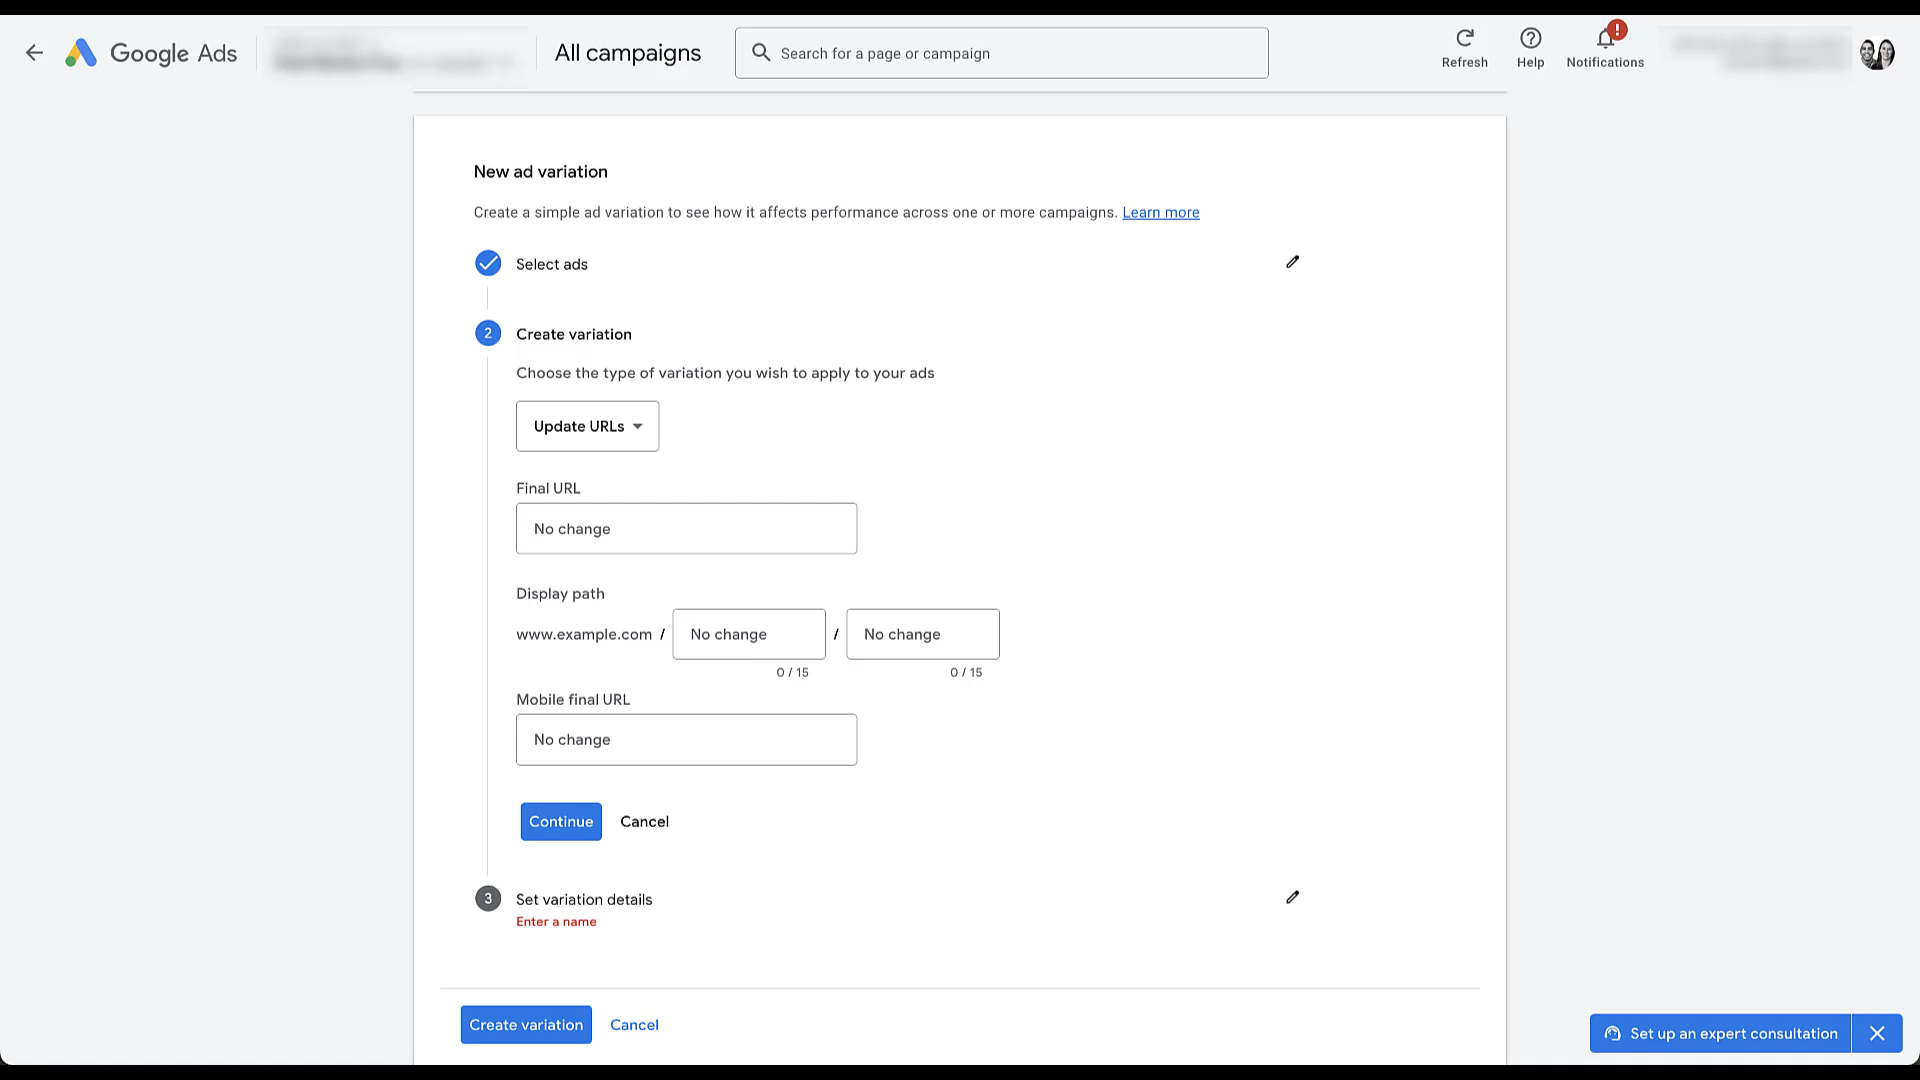 Google Ads
All campaigns
Search for a page or campaign
Refresh
Help
!
Notifications
New ad variation
Create a simple ad variation to see how it affects performance across one or more campaigns. Learn more
Select ads
2 Create variation
Choose the type of variation you wish to apply to your ads
Update URLs
Final URL
No change
Display path
www.example.com / No change / No change
0 / 15 0 / 15
Mobile final URL
No change
Continue Cancel
3 Set variation details
Enter a name
Create variation Cancel
Set up an expert consultation